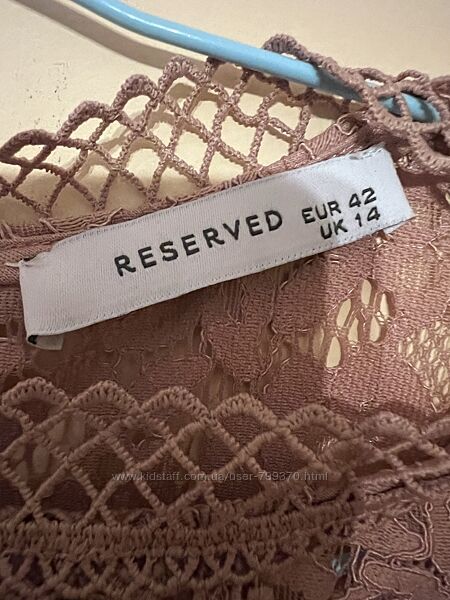 RESERVED EUR 42
UK 14
www.kidstaff.com.ua/user-799370.html